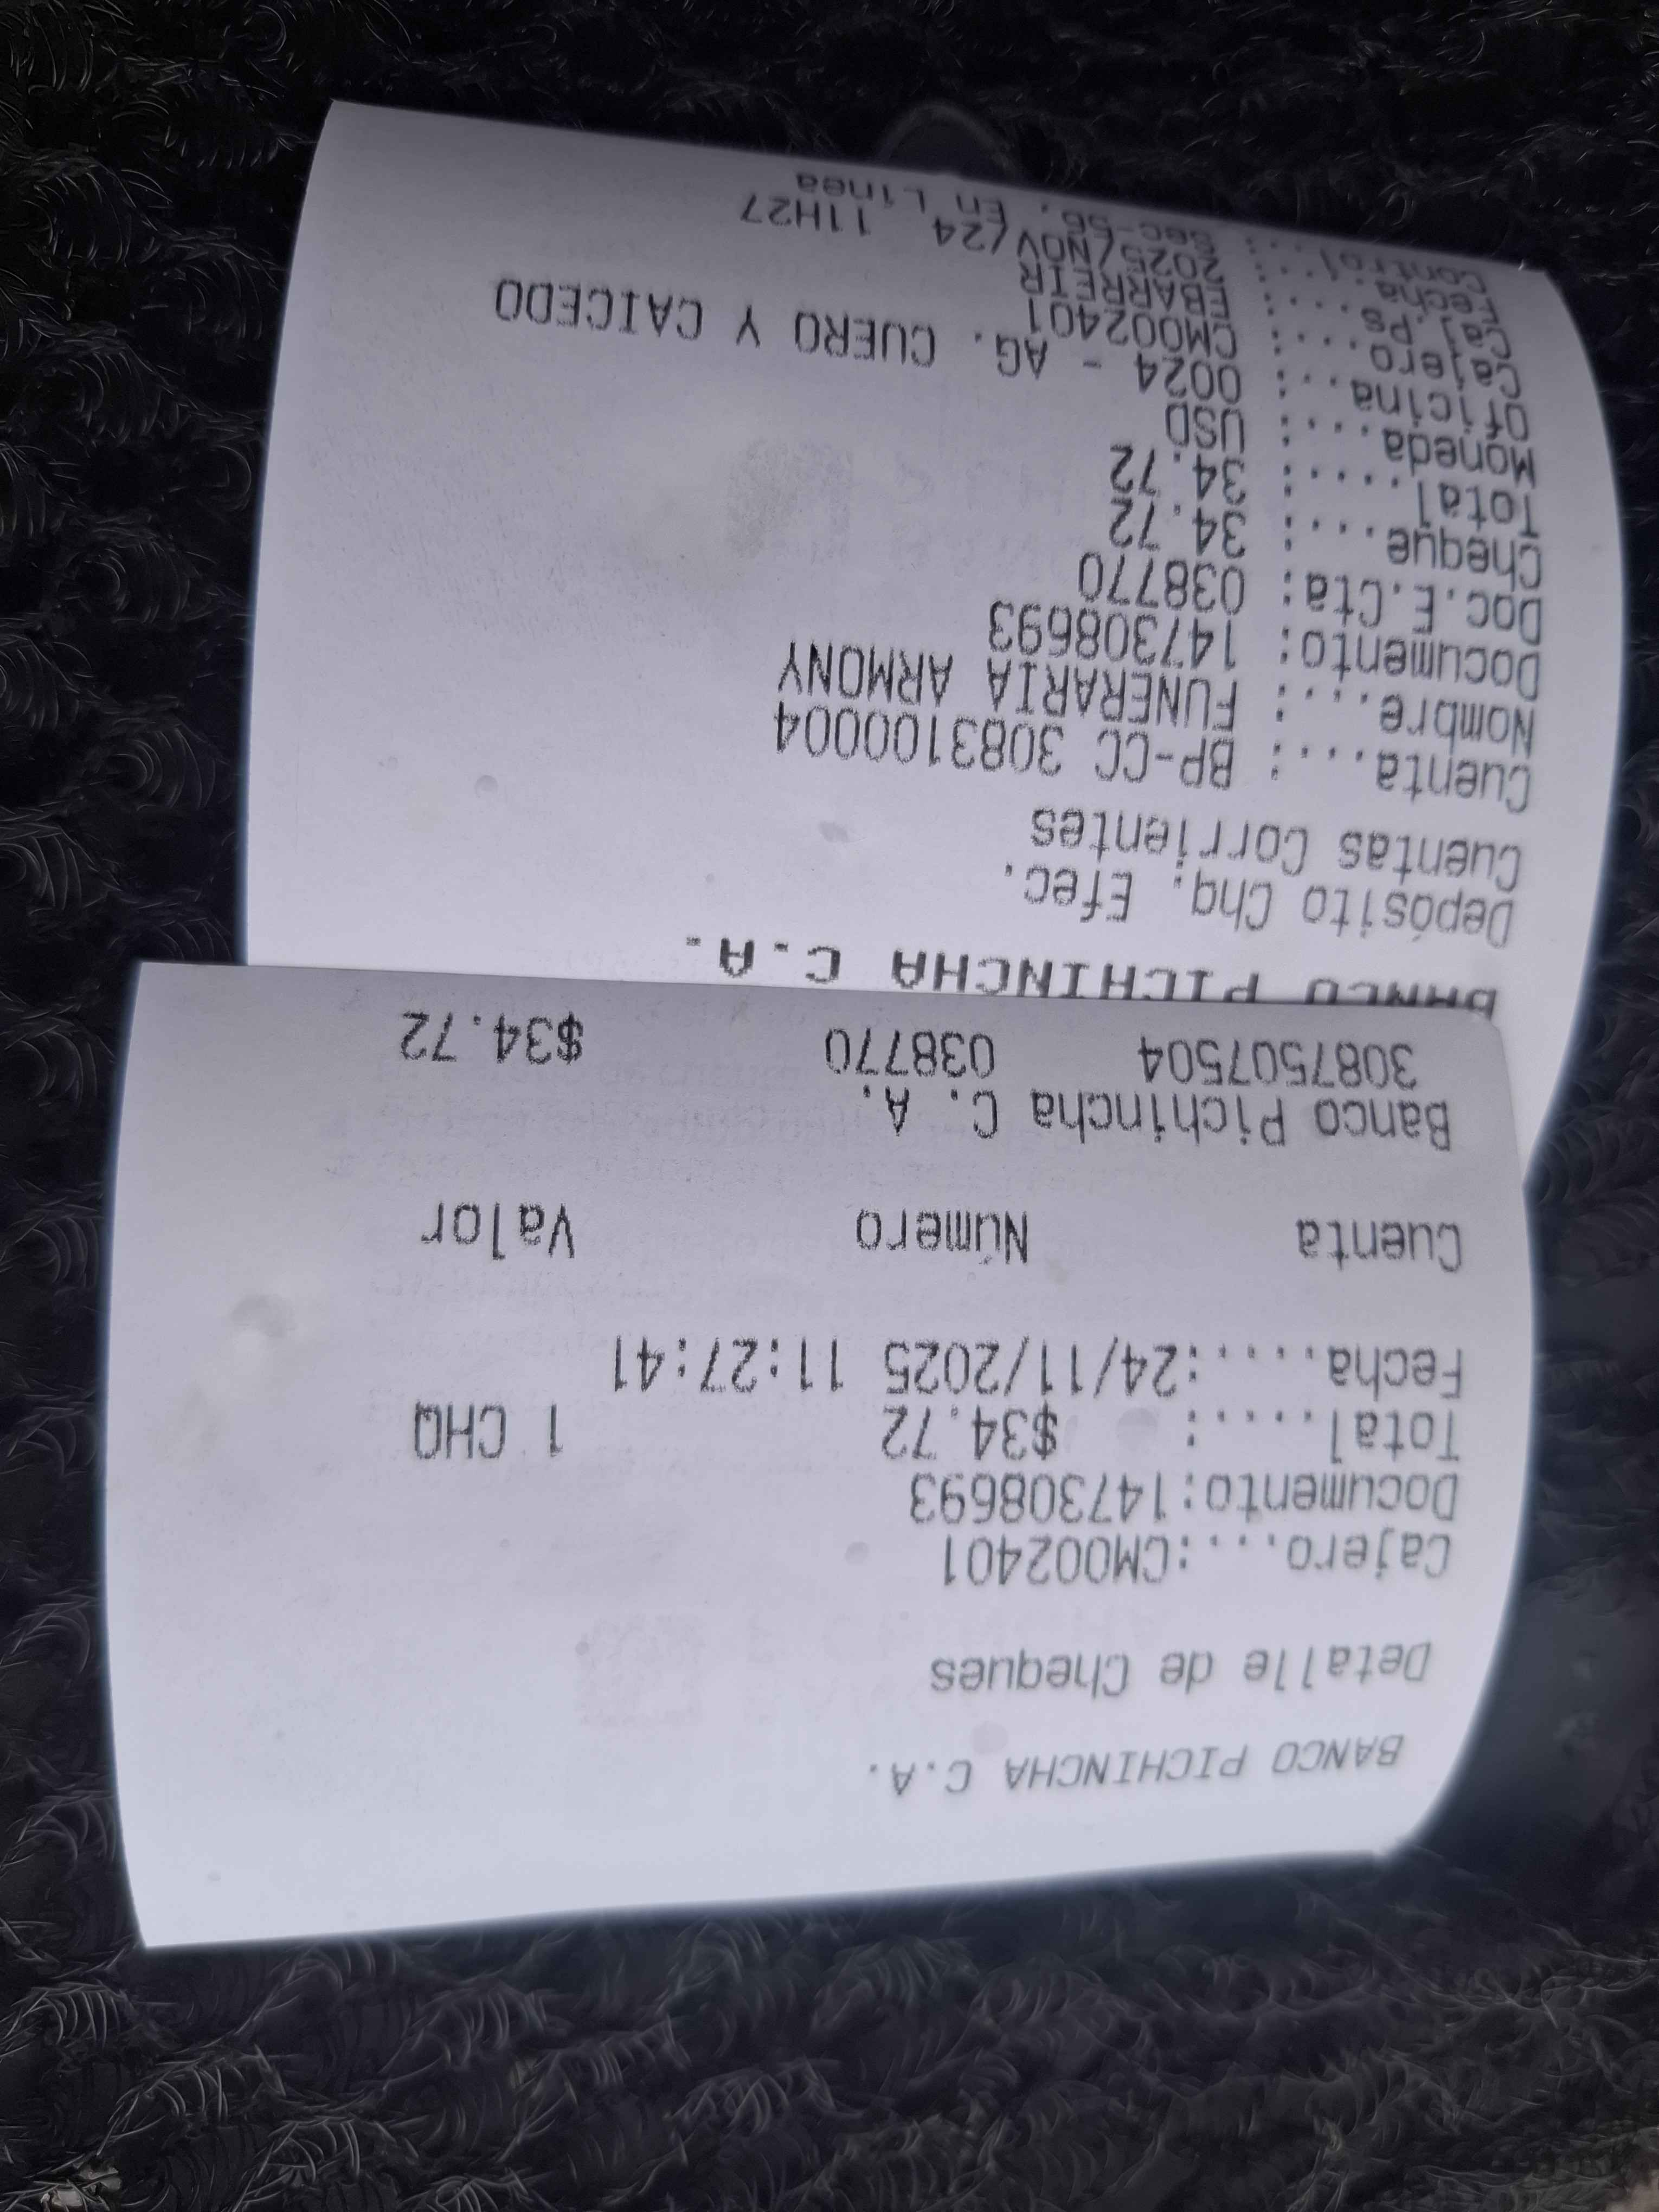 BANCO PICHINCHA C.A.
Detalle de Cheques
Cajero...:CM002401
Documento:147308693
Total.....: $34.72 1 CHQ
Fecha.....:24/11/2025 11:27:41
Cuenta Número Valor
Banco Pichincha C. A.
3087507504 038770 $34.72
BANCO PICHINCHA C.A.
Depósito Chq. Efec.
Cuentas Corrientes
Cuenta...: BP-CC 3083100004
Nombre...: FUNERARIA ARMONY
Documento: 147308693
Doc.E.Cta: 038770
Cheque...: 34.72
Total....: 34.72
Moneda...: USD
Oficina..: 0024 - AG. CUERO Y CAICEDO
Cajero...: CM002401
Caj.Ps...: EBARREIR
Fecha....: 2025/NOV/24 11H27
Control..: Sec-56, En Linea